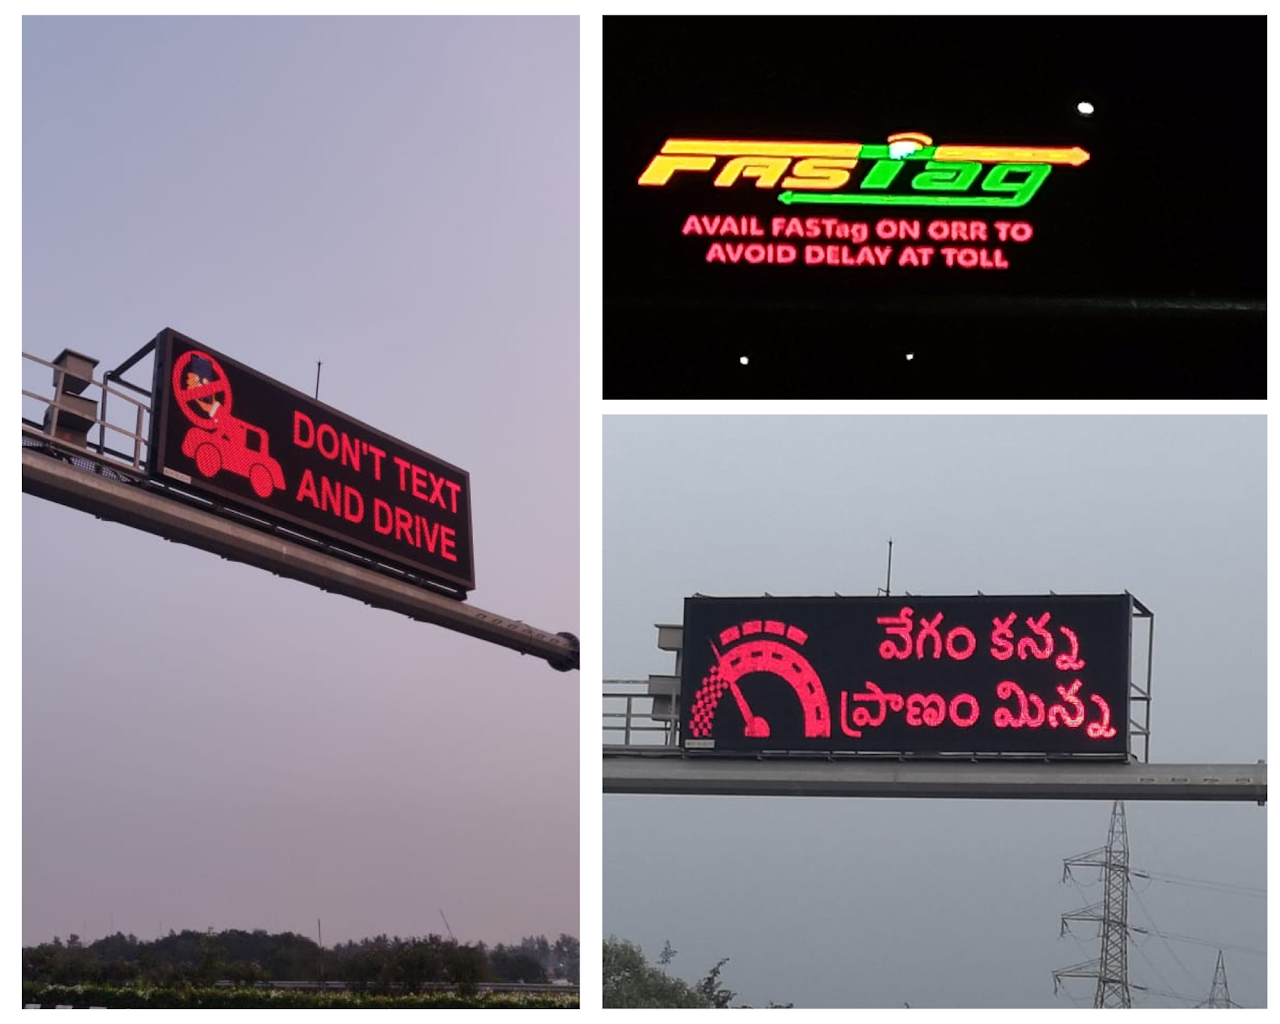 DON'T TEXT
AND DRIVE
FASTag
AVAIL FASTag ON ORR TO
AVOID DELAY AT TOLL
వేగం కన్న
ప్రాణం మిన్న